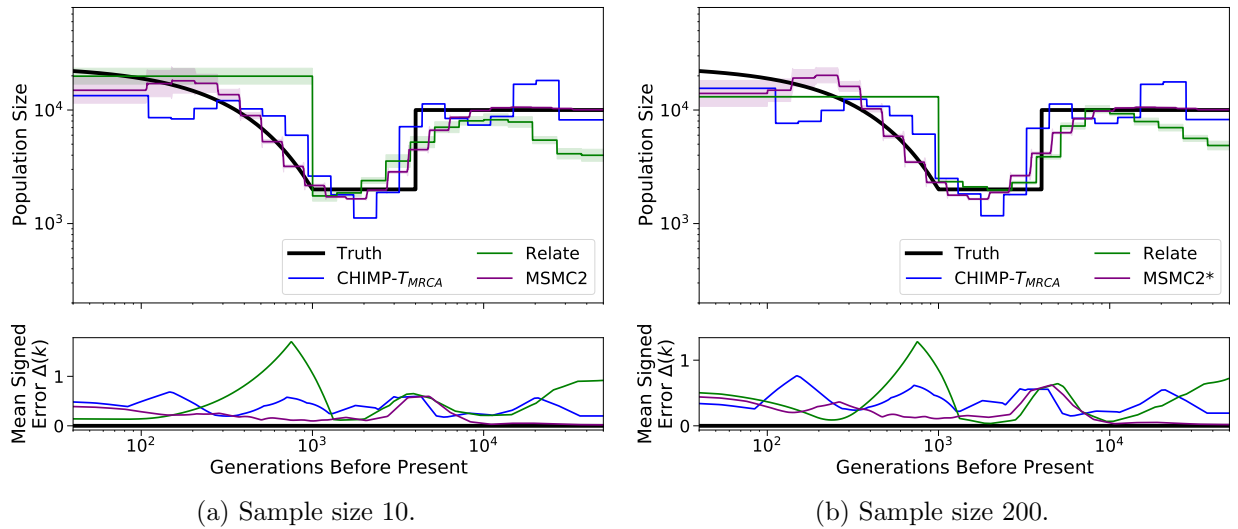 Population Size
10^4
10^3
Truth
CHIMP-T_MRCA
Relate
MSMC2
Mean Signed
Error Δ(k)
1
0
10^2 10^3 10^4
Generations Before Present
(a) Sample size 10.
Population Size
10^4
10^3
Truth
CHIMP-T_MRCA
Relate
MSMC2*
Mean Signed
Error Δ(k)
1
0
10^2 10^3 10^4
Generations Before Present
(b) Sample size 200.